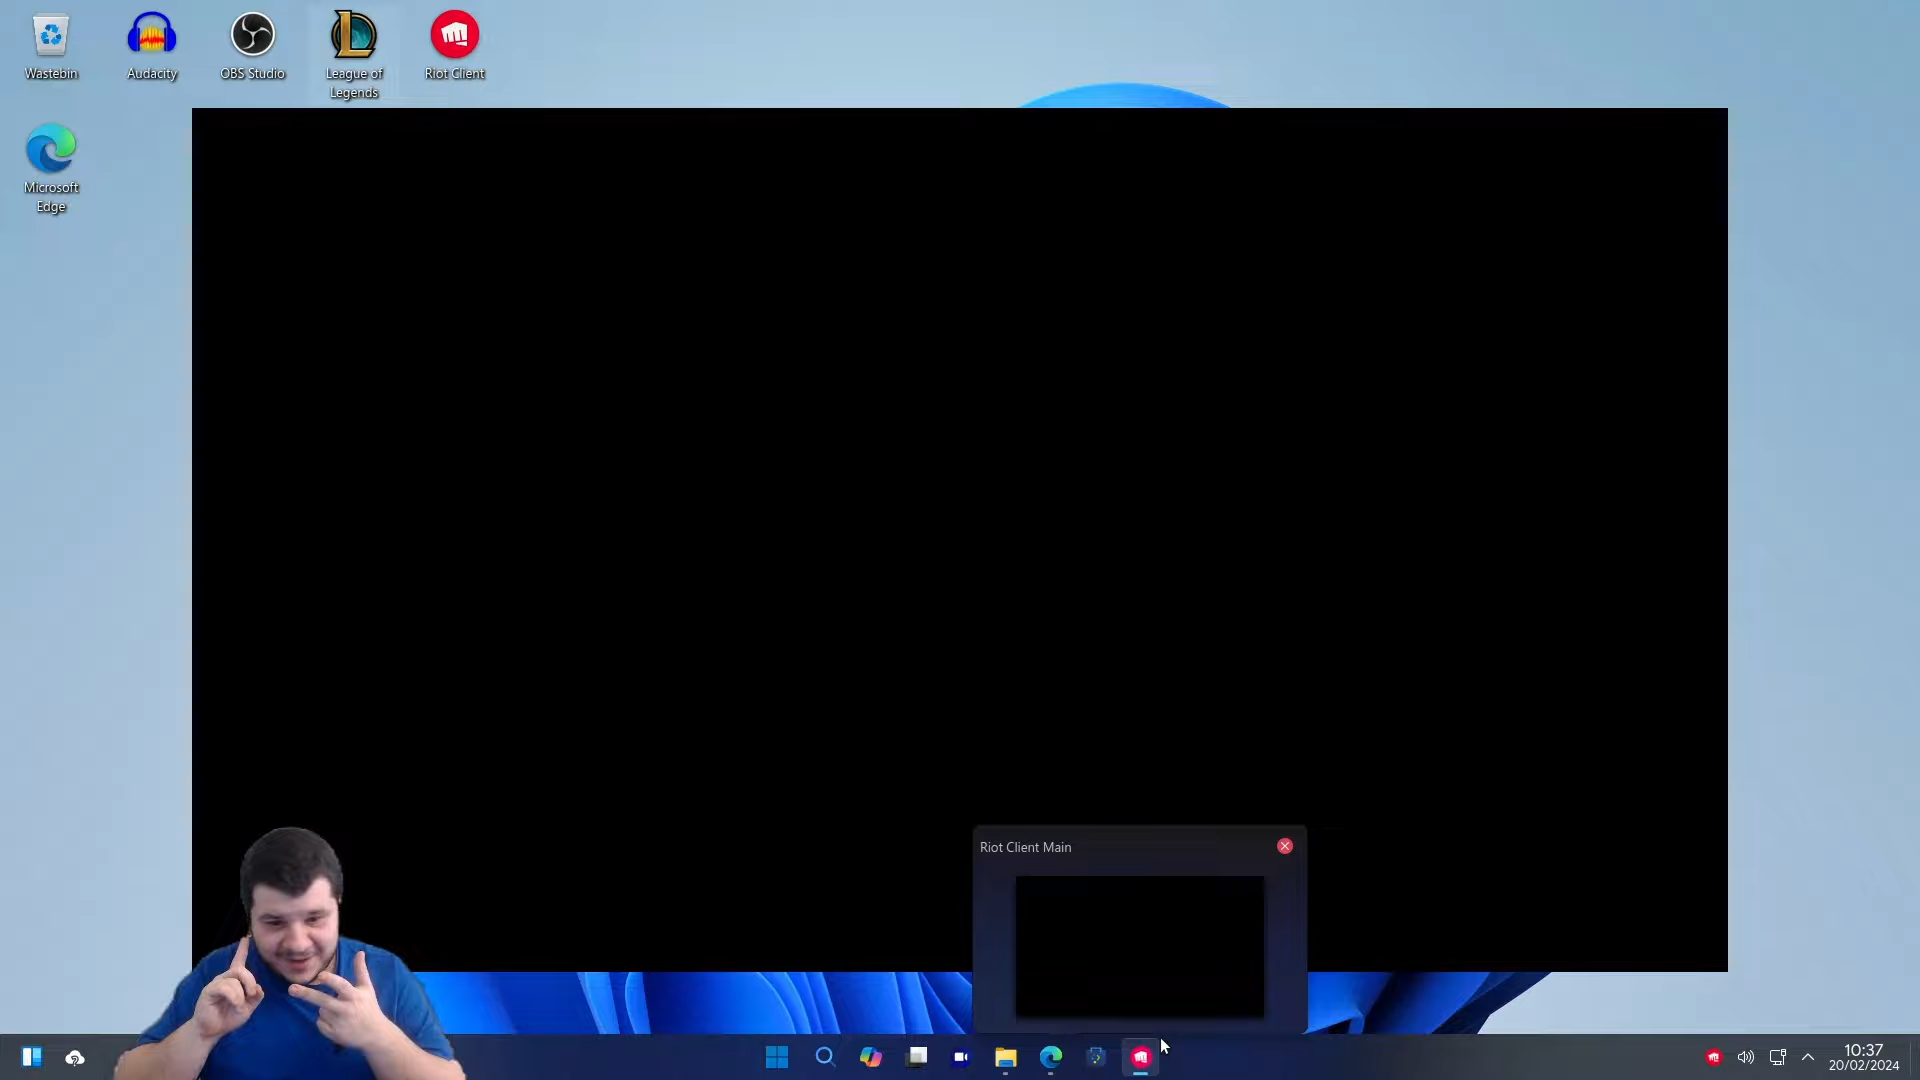 Wastebin
Audacity
OBS Studio
League of
Legends
Riot Client
Microsoft
Edge
Riot Client Main
10:37
20/02/2024